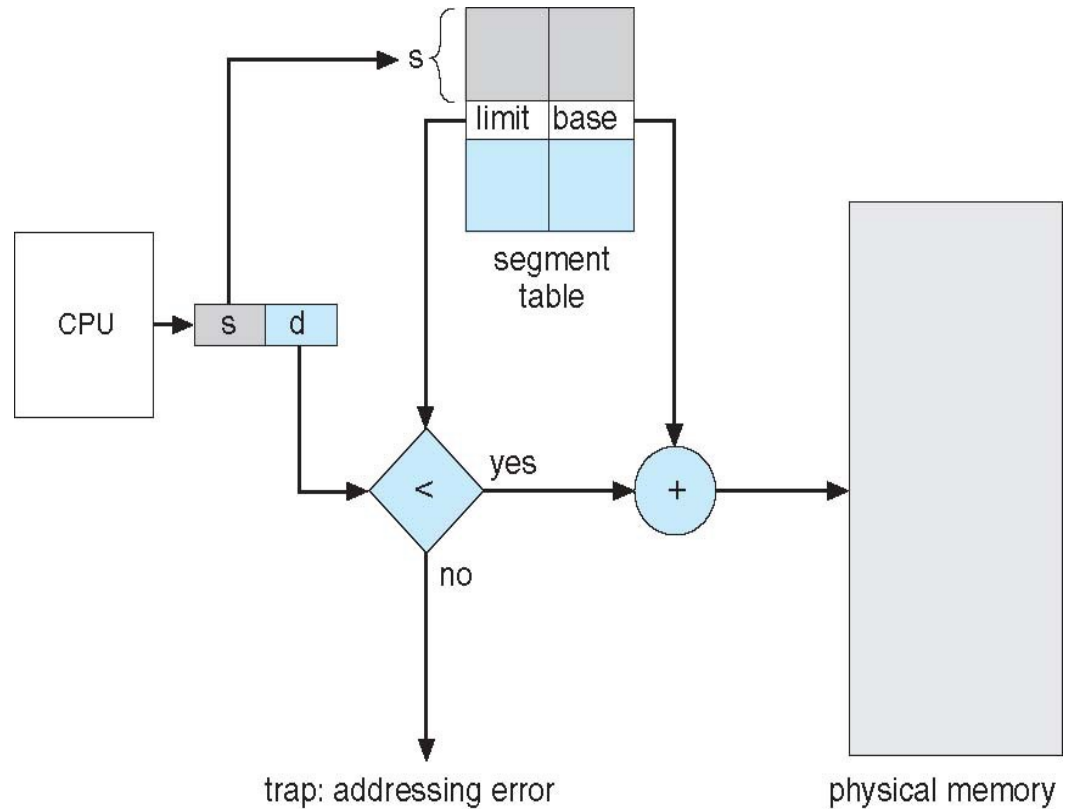 s
limit base
segment
table
CPU
s d
<
yes
+
no
trap: addressing error
physical memory